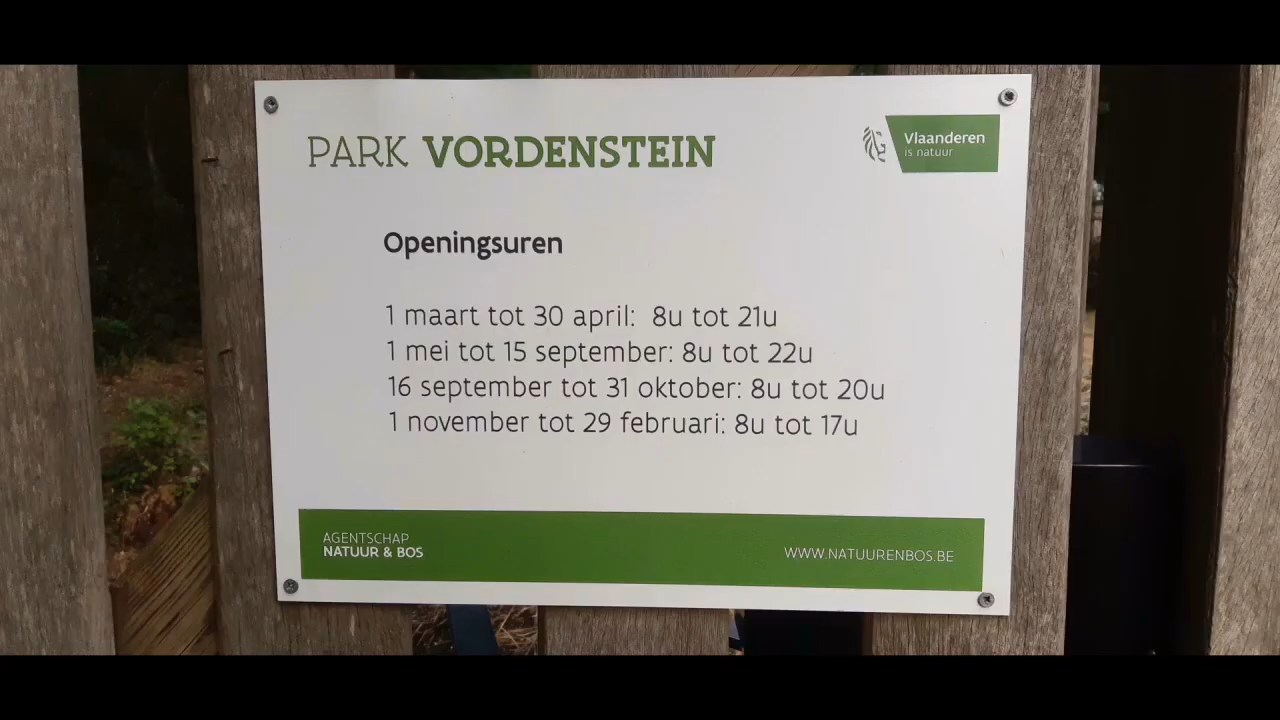 PARK VORDENSTEIN
Vlaanderen
is natuur
Openingsuren
1 maart tot 30 april: 8u tot 21u
1 mei tot 15 september: 8u tot 22u
16 september tot 31 oktober: 8u tot 20u
1 november tot 29 februari: 8u tot 17u
AGENTSCHAP
NATUUR & BOS
WWW.NATUURENBOS.BE